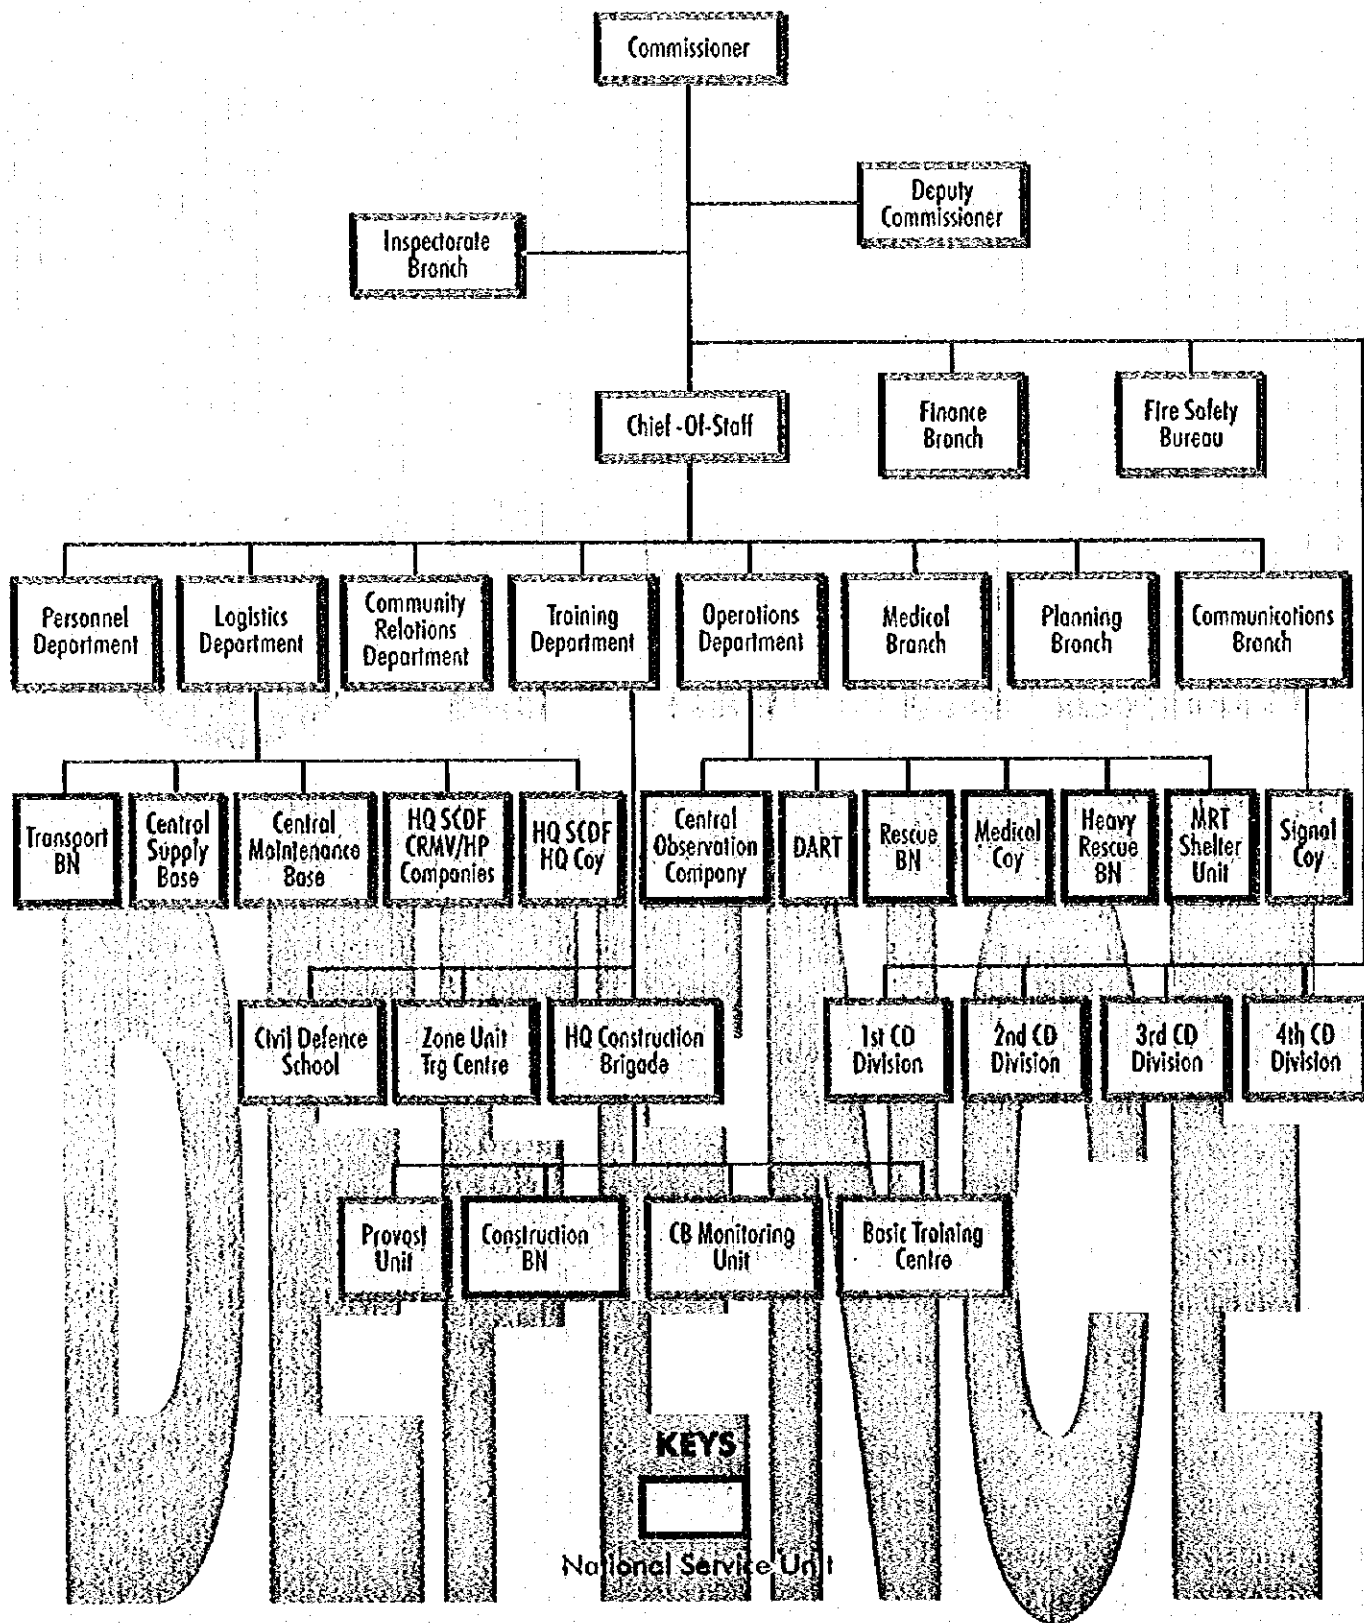 Commissioner
Deputy
Commissioner
Inspectorate
Branch
Chief-Of-Staff
Finance
Branch
Fire Safety
Bureau
Personnel
Department
Logistics
Department
Community
Relations
Department
Training
Department
Operations
Department
Medical
Branch
Planning
Branch
Communications
Branch
Transport
BN
Central
Supply
Base
Central
Maintenance
Base
HQ SCDF
CRMV/HP
Companies
HQ SCDF
HQ Coy
Central
Observation
Company
DART
Rescue
BN
Medical
Coy
Heavy
Rescue
BN
MRT
Shelter
Unit
Signal
Coy
Civil Defence
School
Zone Unit
Trg Centre
HQ Construction
Brigade
1st CD
Division
2nd CD
Division
3rd CD
Division
4th CD
Division
Provost
Unit
Construction
BN
CB Monitoring
Unit
Basic Training
Centre
DEFENCE
KEYS
National Service Unit